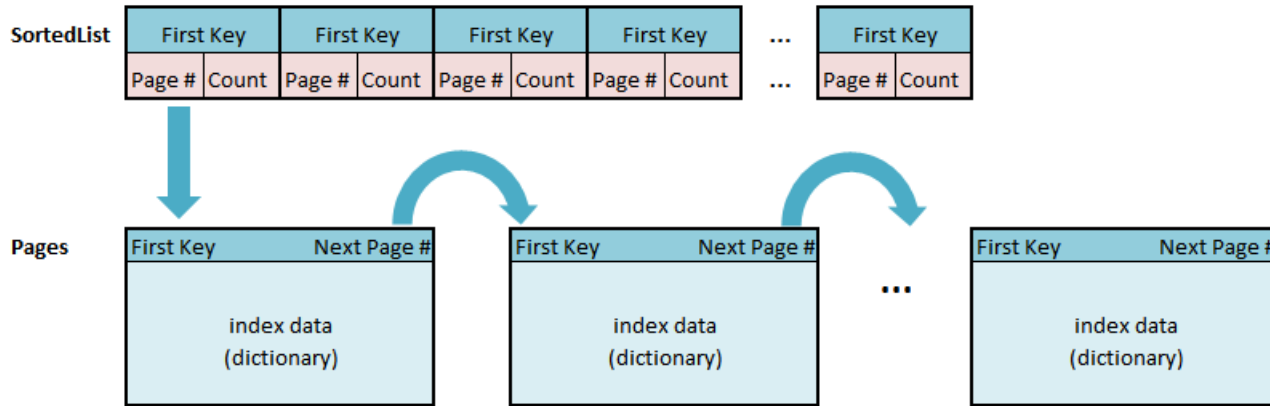 SortedList First Key First Key First Key First Key ... First Key
Page # Count Page # Count Page # Count Page # Count ... Page # Count
Pages First Key Next Page # First Key Next Page # First Key Next Page #
...
index data index data index data
(dictionary) (dictionary) (dictionary)